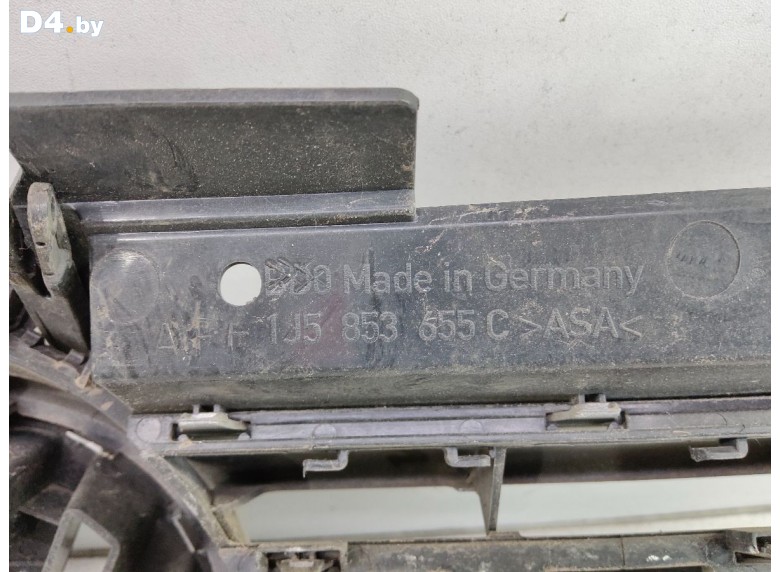 D4.by
Made in Germany
1J5 853 655 C >ASA<